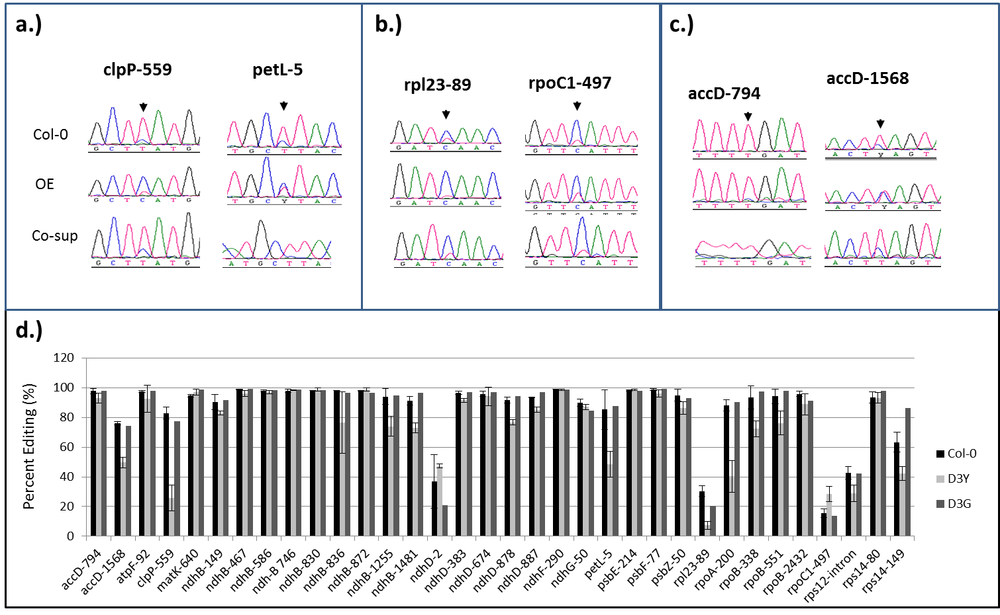 a.)
clpP-559 petL-5
Col-0
G C T T A T G
T G C T T A C
OE
G C T C A T G
T G C Y T A C
Co-sup
G C T T A T G
A T G C T T A
b.)
rpl23-89 rpoC1-497
G A T C A A C
G T T C A T T T
G A T C A A C
G T T C A T T T
G A T C A A C
G T T C A T T
c.)
accD-794 accD-1568
T T T T G A T
A C T Y A G T
T T T T G A T
A C T Y A G T
T T T T G A T
A C T T A G T
d.)
Percent Editing (%)
120
100
80
60
40
20
0
accD-794
accD-1568
atpF-92
clpP-559
matK-640
ndhB-149
ndhB-467
ndhB-586
ndh-B 746
ndhB-830
ndhB-836
ndhB-872
ndhB-1255
ndhB-1481
ndhD-2
ndhD-383
ndhD-674
ndhD-878
ndhD-887
ndhF-290
ndhG-50
petL-5
psbE-214
psbF-77
psbZ-50
rpl23-89
rpoA-200
rpoB-338
rpoB-551
rpoB-2432
rpoC1-497
rps12-intron
rps14-80
rps14-149
Col-0
D3Y
D3G